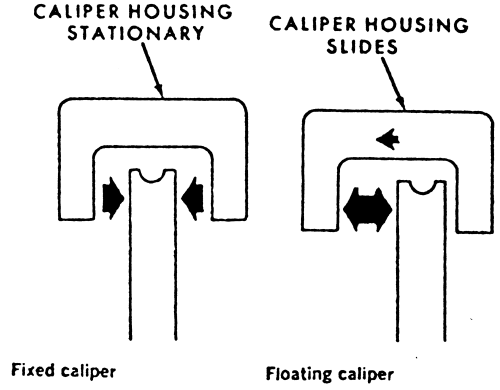 CALIPER HOUSING
STATIONARY
CALIPER HOUSING
SLIDES
Fixed caliper
Floating caliper